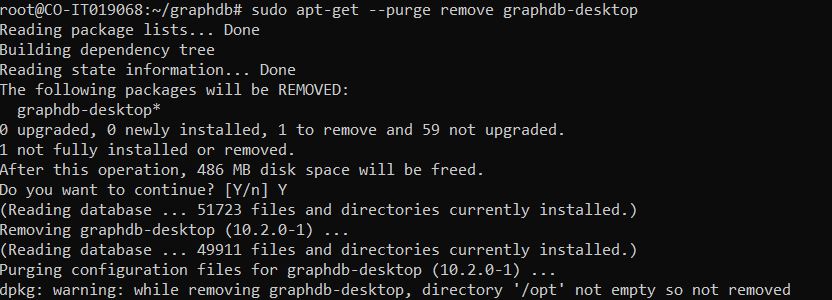 root@CO-IT019068:~/graphdb# sudo apt-get --purge remove graphdb-desktop
Reading package lists... Done
Building dependency tree
Reading state information... Done
The following packages will be REMOVED:
  graphdb-desktop*
0 upgraded, 0 newly installed, 1 to remove and 59 not upgraded.
1 not fully installed or removed.
After this operation, 486 MB disk space will be freed.
Do you want to continue? [Y/n] Y
(Reading database ... 51723 files and directories currently installed.)
Removing graphdb-desktop (10.2.0-1) ...
(Reading database ... 49911 files and directories currently installed.)
Purging configuration files for graphdb-desktop (10.2.0-1) ...
dpkg: warning: while removing graphdb-desktop, directory '/opt' not empty so not removed